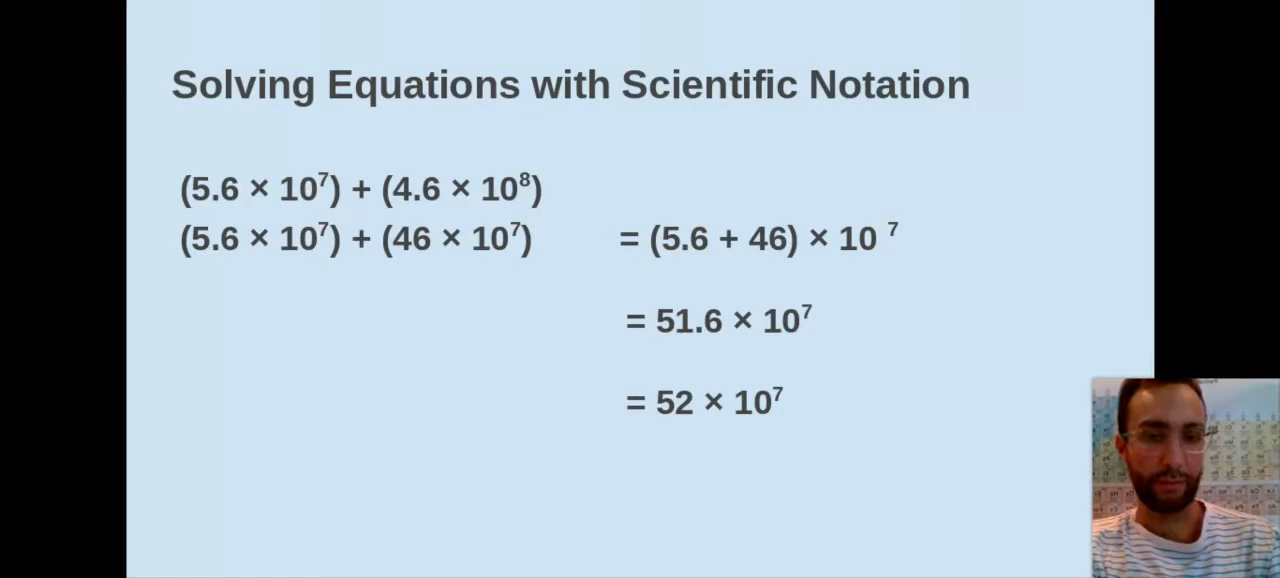 Solving Equations with Scientific Notation
(5.6 × 10⁷) + (4.6 × 10⁸)
(5.6 × 10⁷) + (46 × 10⁷) = (5.6 + 46) × 10 ⁷
= 51.6 × 10⁷
= 52 × 10⁷